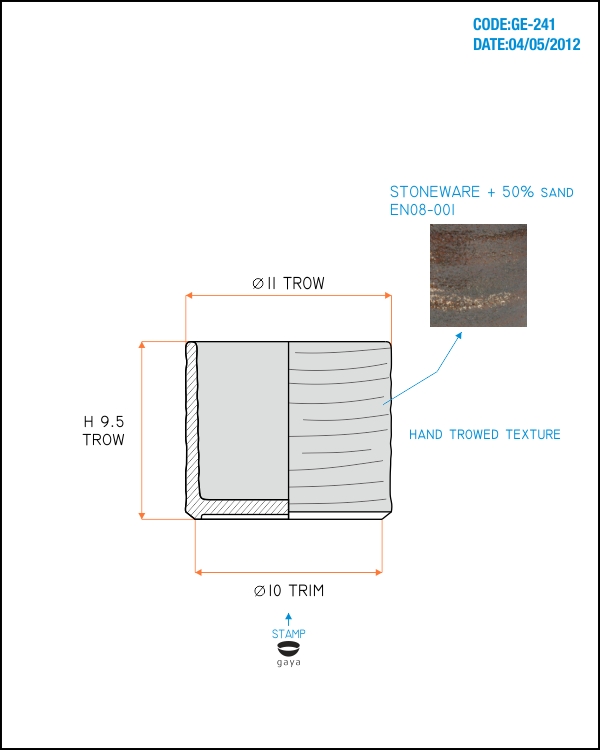 CODE:GE-241
DATE:04/05/2012
STONEWARE + 50% SAND
EN08-001
Ø11 TROW
H 9.5
TROW
HAND TROWED TEXTURE
Ø10 TRIM
STAMP
gaya